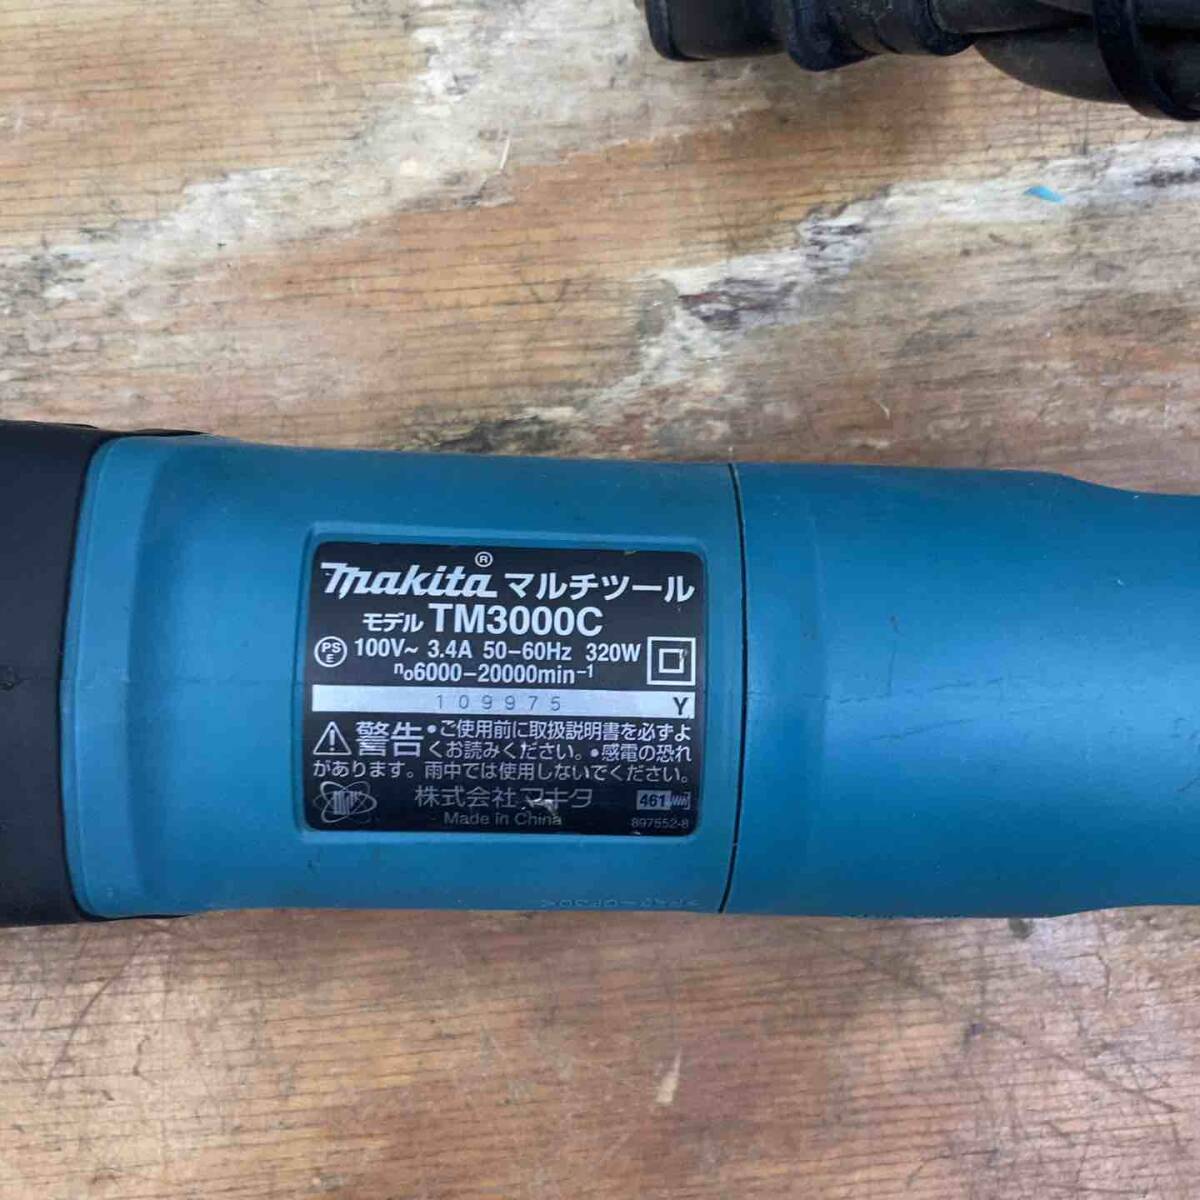 makita® マルチツール
モデル TM3000C
PS E 100V~ 3.4A 50-60Hz 320W
n₀6000-20000min⁻¹
109975 Y
⚠警告 •ご使用前に取扱説明書を必ずよ
くお読みください。•感電の恐れ
があります。雨中では使用しないでください。
株式会社 マキタ 461
Made in China 897552-8